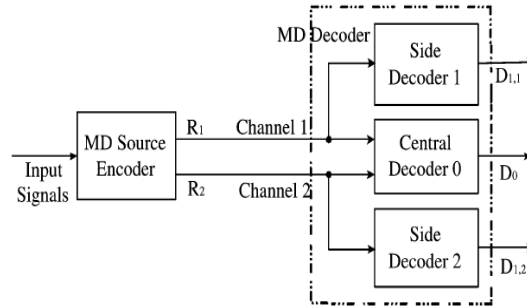 MD Decoder
Side
Decoder 1
D1,1
R1
Channel 1
MD Source
Encoder
Input
Signals
Central
Decoder 0
D0
R2
Channel 2
Side
Decoder 2
D1,2